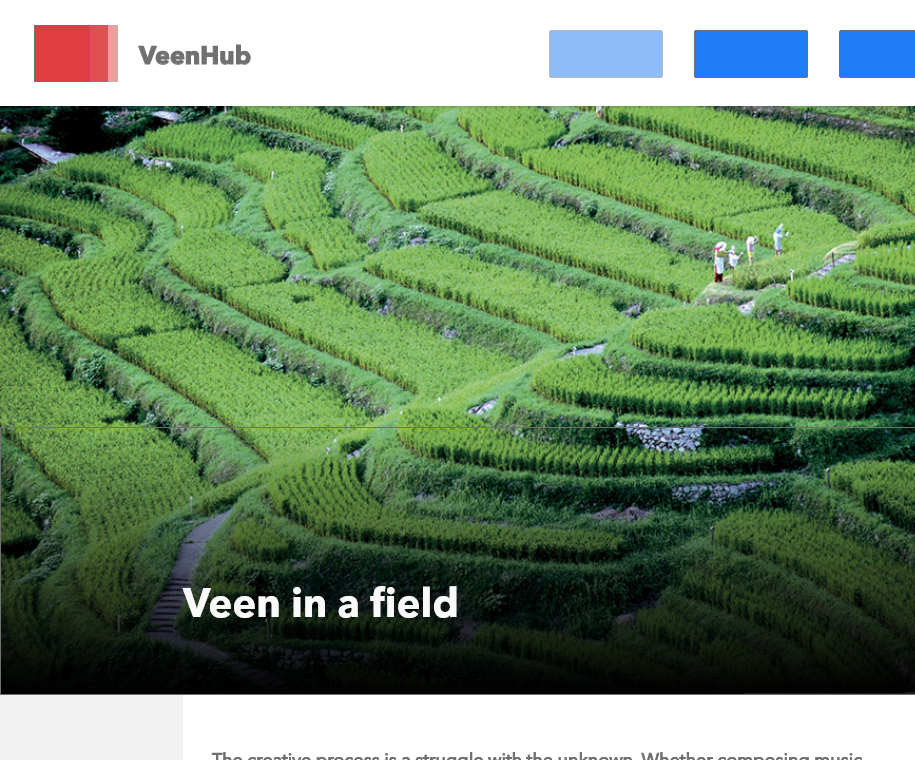 VeenHub
Veen in a field
The creative process is a struggle with the unknown. Whether composing music,